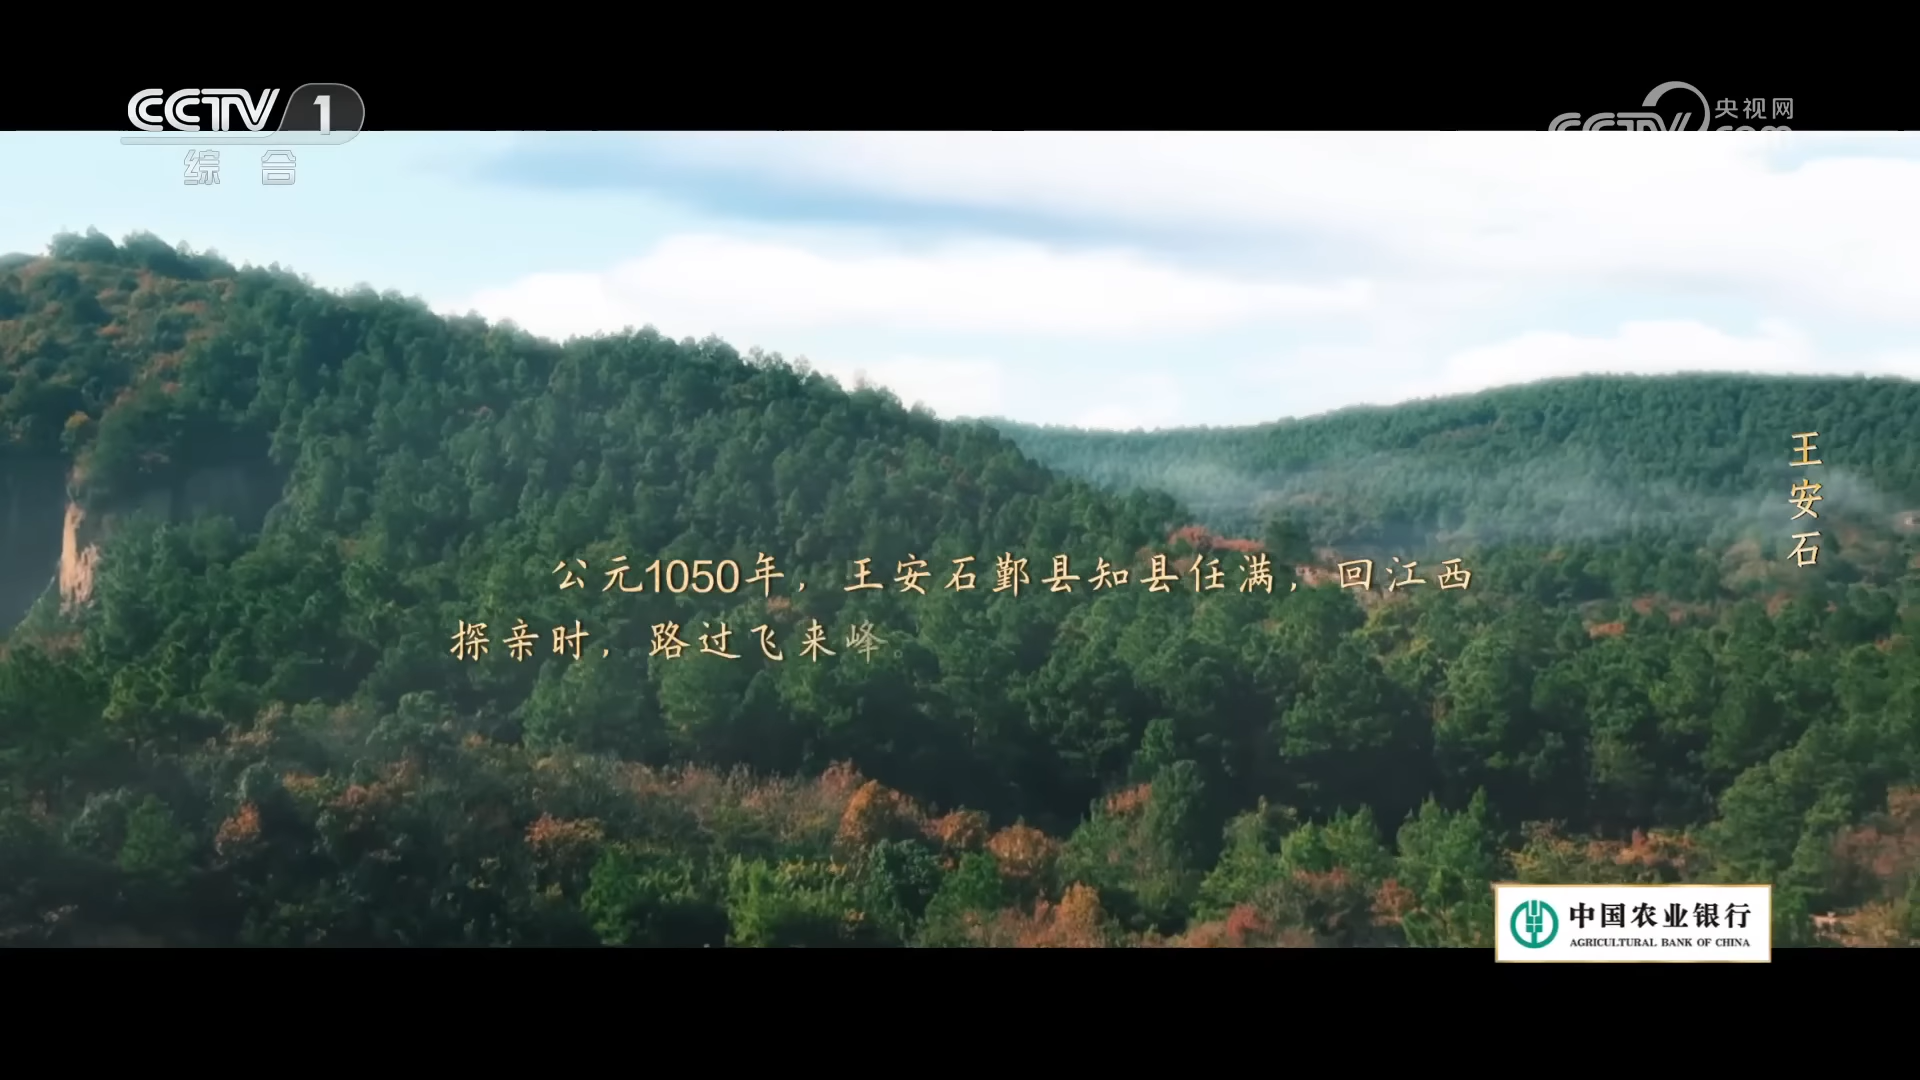 CCTV 1
综合
央视网
CCTV.com
王安石
公元1050年，王安石鄞县知县任满，回江西
探亲时，路过飞来峰。
中国农业银行
AGRICULTURAL BANK OF CHINA